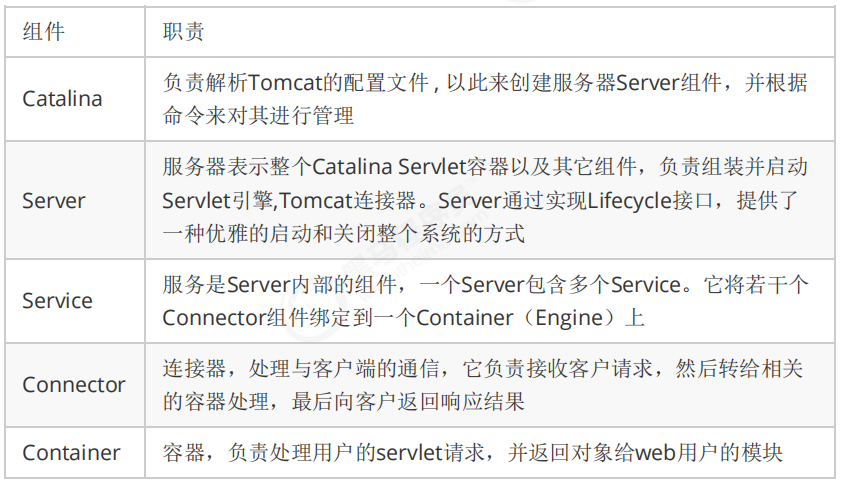 组件 职责
Catalina
负责解析Tomcat的配置文件 , 以此来创建服务器Server组件，并根据
命令来对其进行管理
Server
服务器表示整个Catalina Servlet容器以及其它组件，负责组装并启动
Servlet引擎,Tomcat连接器。Server通过实现Lifecycle接口，提供了
一种优雅的启动和关闭整个系统的方式
Service
服务是Server内部的组件，一个Server包含多个Service。它将若干个
Connector组件绑定到一个Container（Engine）上
Connector
连接器，处理与客户端的通信，它负责接收客户请求，然后转给相关
的容器处理，最后向客户返回响应结果
Container 容器，负责处理用户的servlet请求，并返回对象给web用户的模块